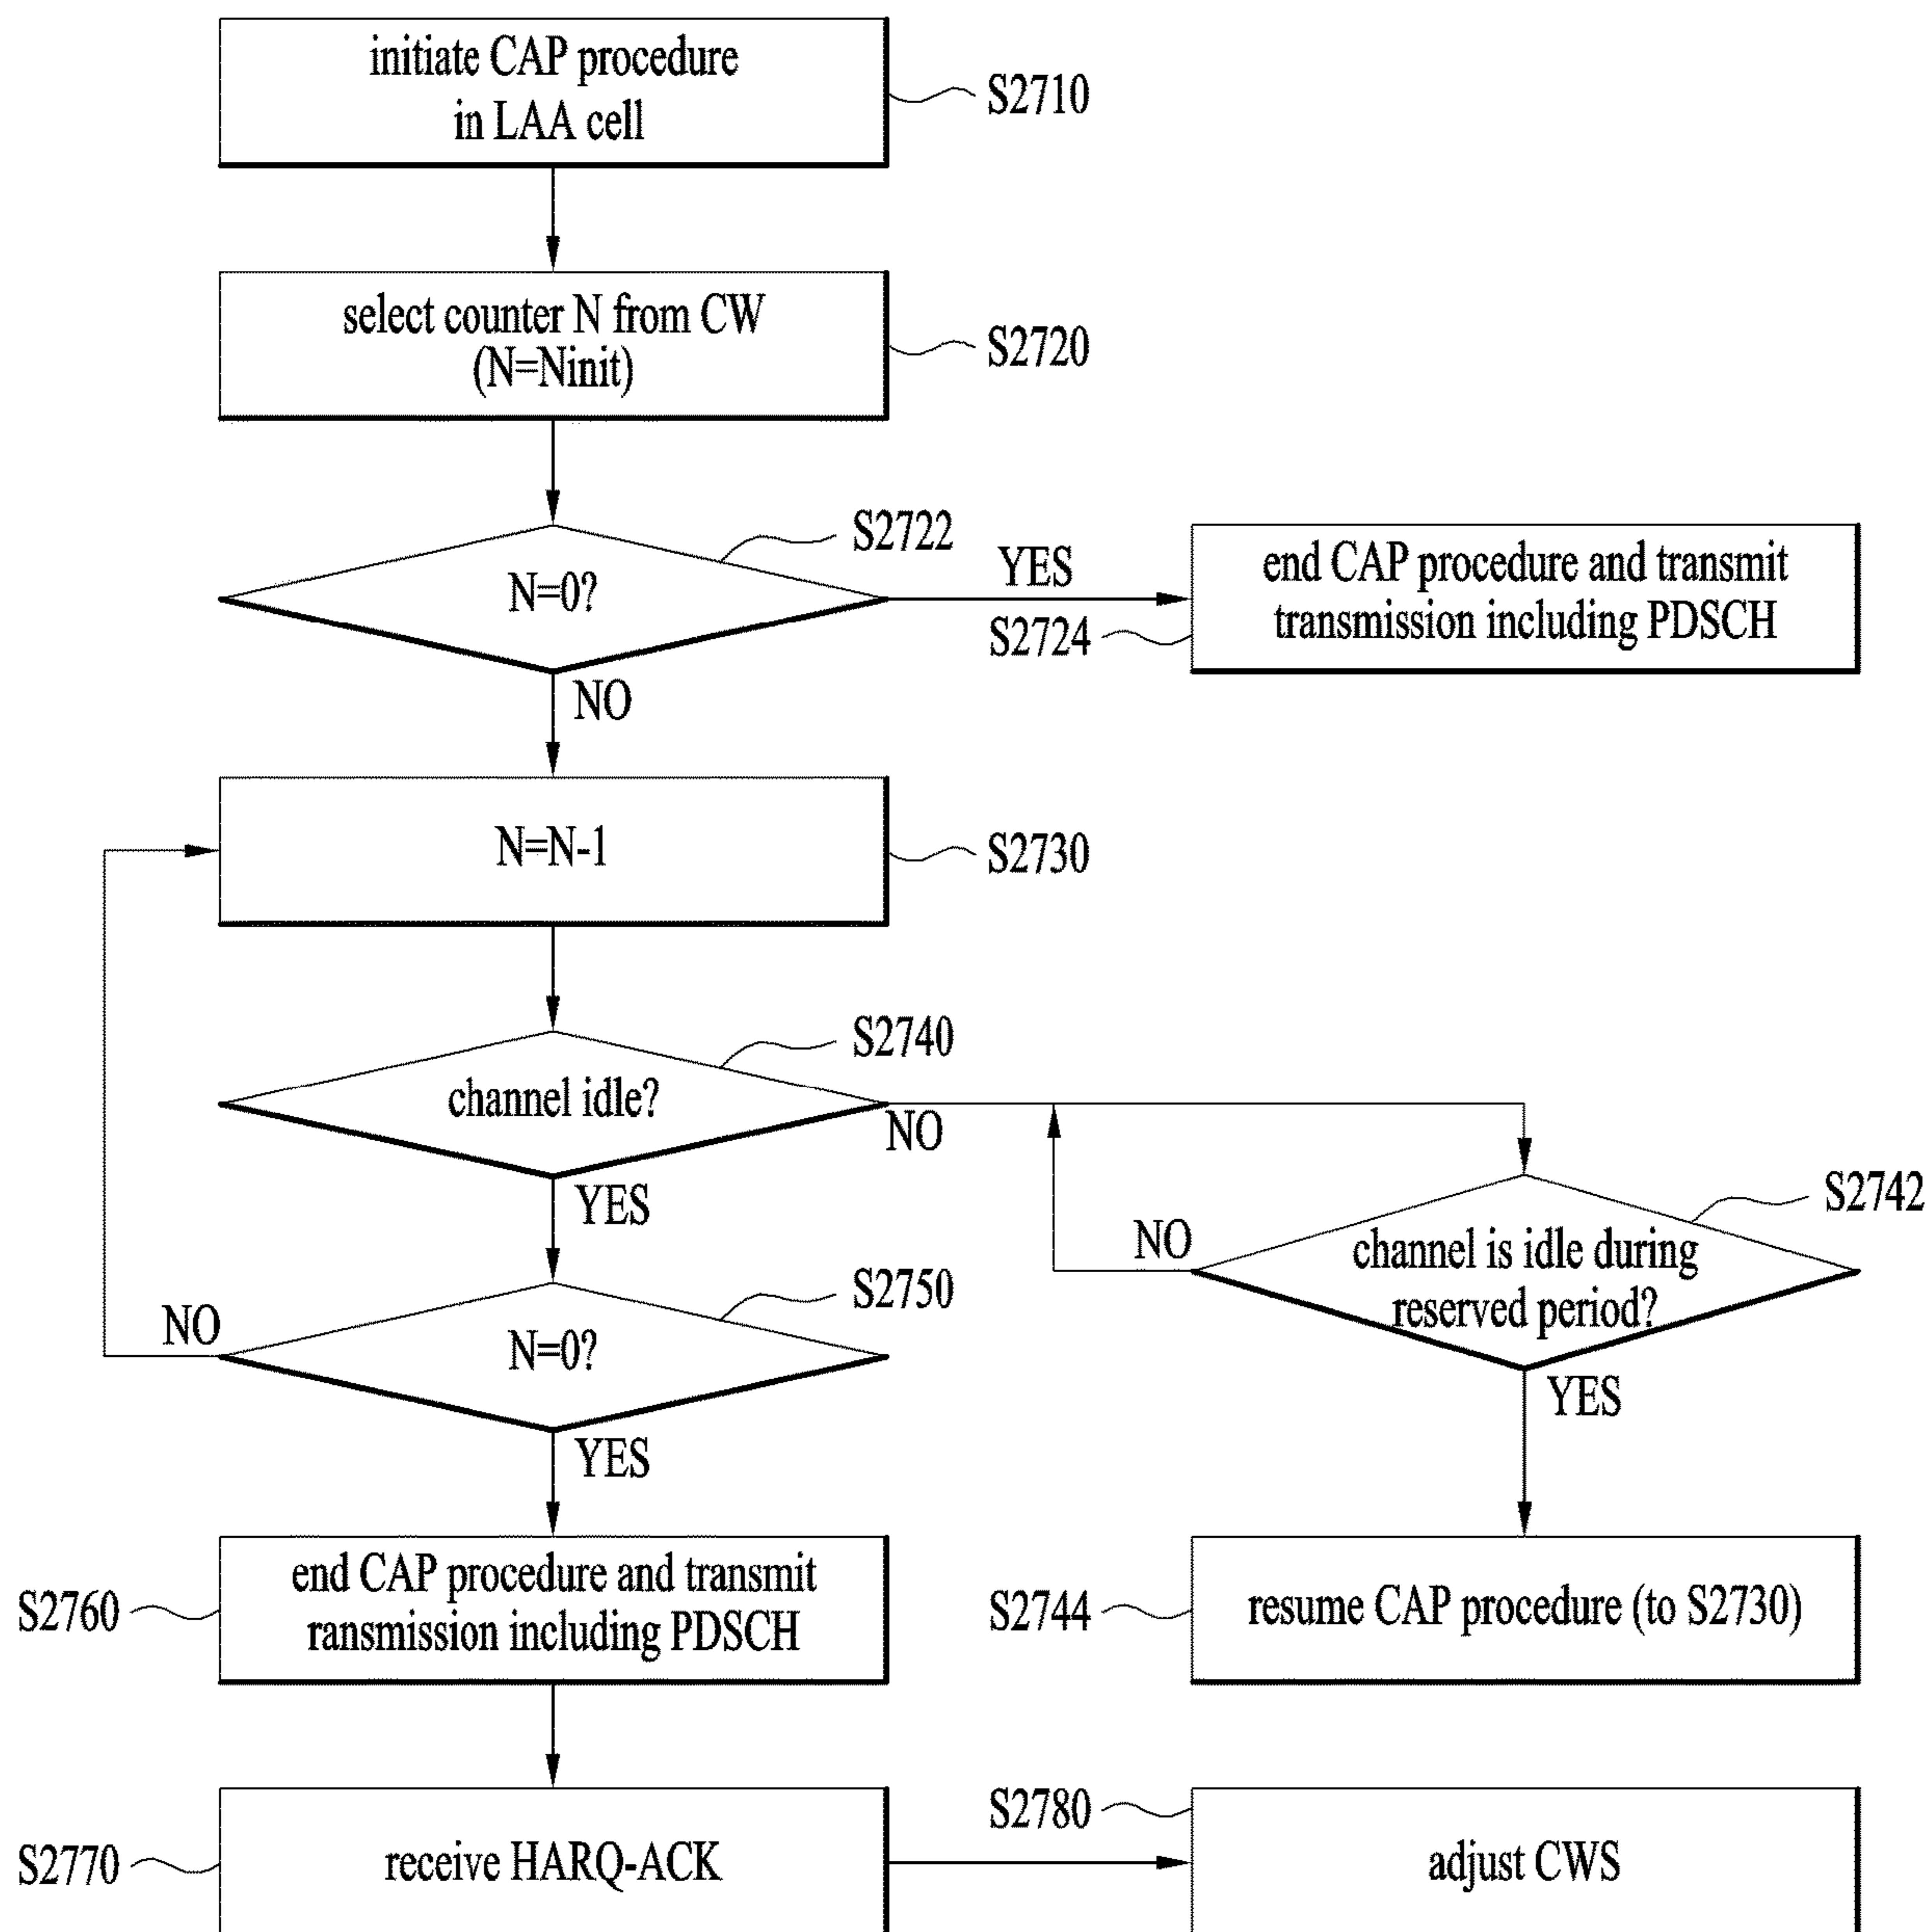 initiate CAP procedure
in LAA cell
S2710
select counter N from CW
(N=Ninit)
S2720
S2722
N=0?
YES
S2724
end CAP procedure and transmit
transmission including PDSCH
NO
N=N-1
S2730
S2740
channel idle?
NO
YES
S2742
channel is idle during
reserved period?
NO
YES
S2750
N=0?
NO
YES
S2760
end CAP procedure and transmit
ransmission including PDSCH
S2744
resume CAP procedure (to S2730)
S2770
receive HARQ-ACK
S2780
adjust CWS